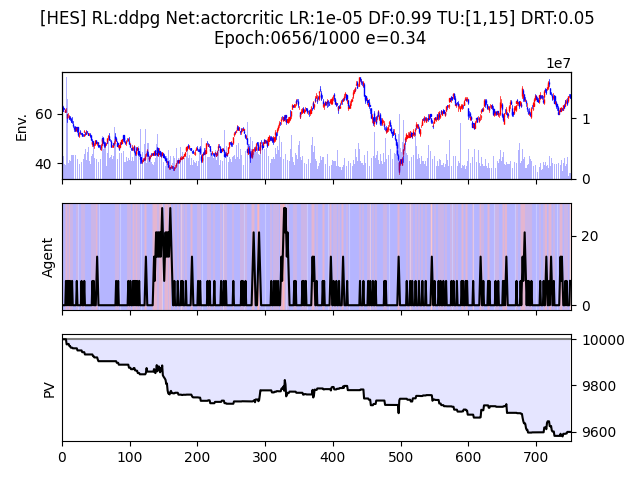 [HES] RL:ddpg Net:actorcritic LR:1e-05 DF:0.99 TU:[1,15] DRT:0.05
Epoch:0656/1000 e=0.34
1e7
Env.
60
40
1
0
Agent
20
0
PV
10000
9800
9600
0 100 200 300 400 500 600 700